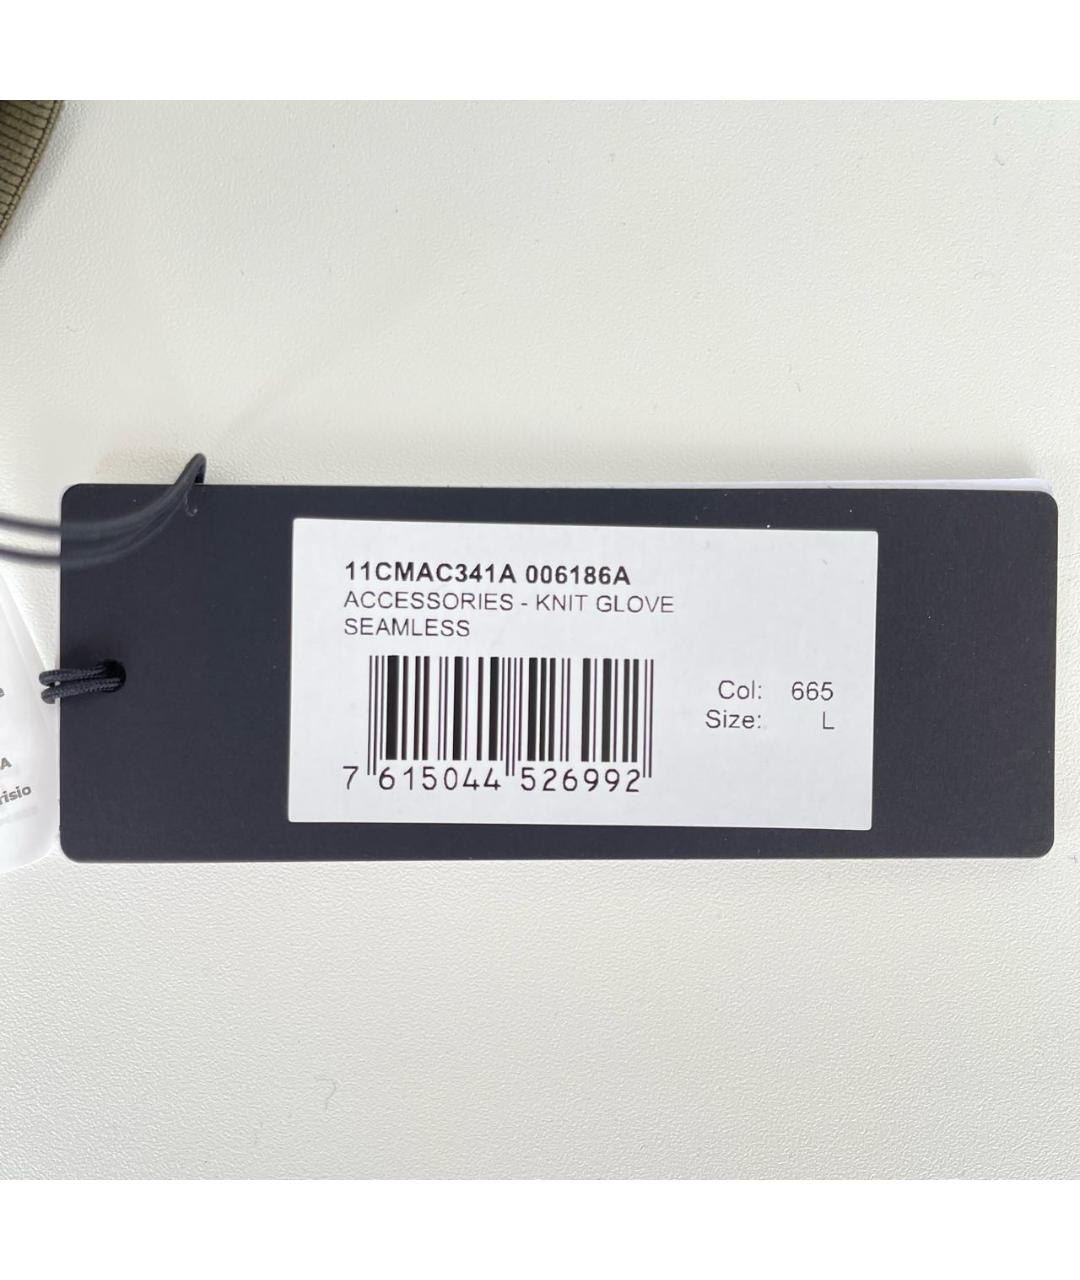 11CMAC341A 006186A
ACCESSORIES - KNIT GLOVE
SEAMLESS
Col: 665
Size: L
7 615044 526992